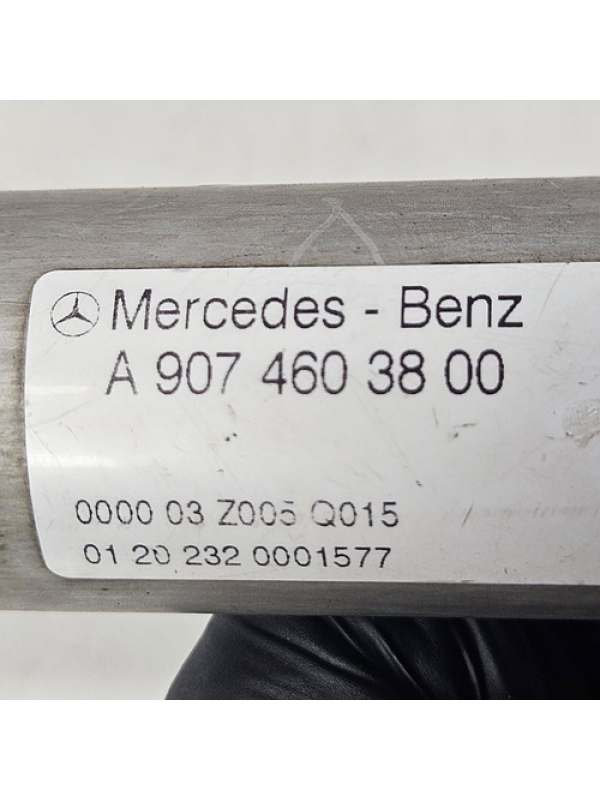 Mercedes - Benz
A 907 460 38 00
0000 03 Z005 Q015
01 20 232 0001577